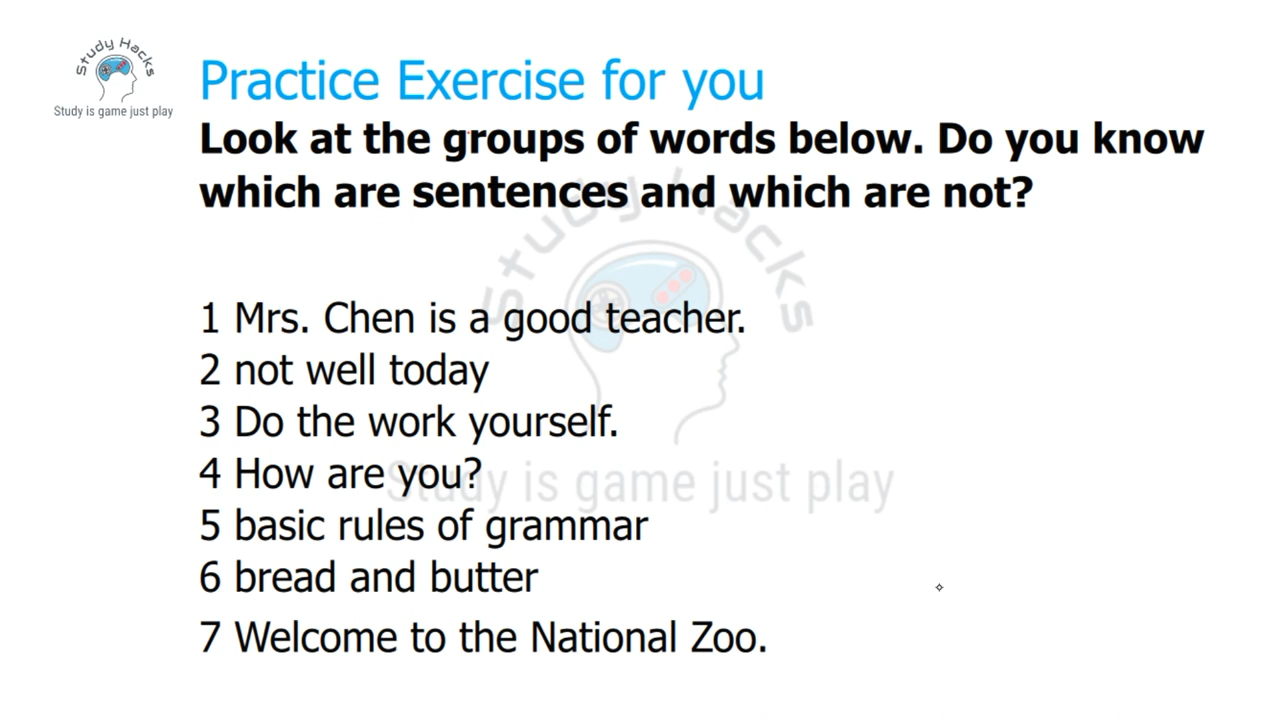 Study Hacks
Study is game just play
Practice Exercise for you
Look at the groups of words below. Do you know
which are sentences and which are not?
Study Hacks
1 Mrs. Chen is a good teacher.
2 not well today
3 Do the work yourself.
4 How are you?
Study is game just play
5 basic rules of grammar
6 bread and butter
7 Welcome to the National Zoo.